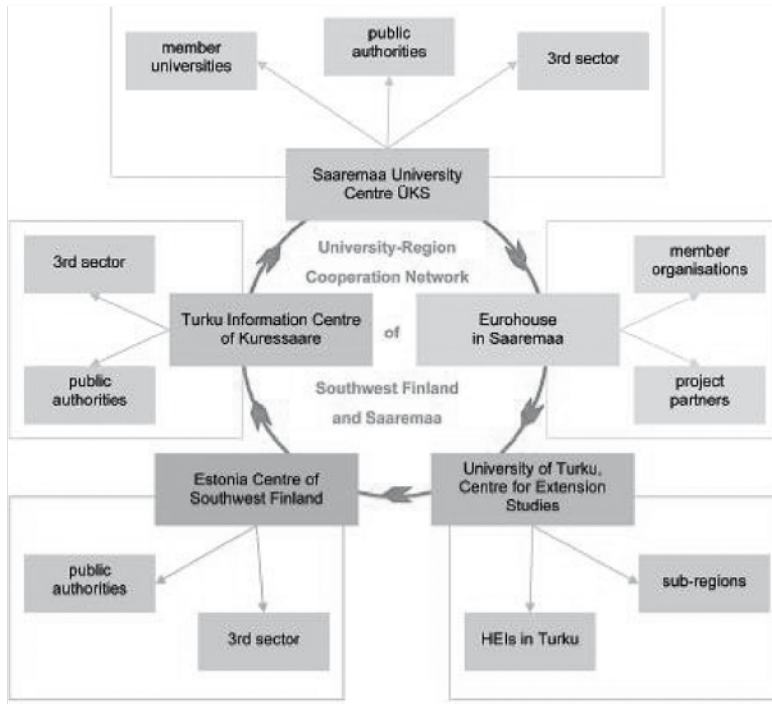 member
universities
public
authorities
3rd sector
Saaremaa University
Centre ÜKS
University-Region
Cooperation Network
of
Southwest Finland
and Saaremaa
3rd sector
Turku Information Centre
of Kuressaare
public
authorities
member
organisations
Eurohouse
in Saaremaa
project
partners
Estonia Centre of
Southwest Finland
public
authorities
3rd sector
University of Turku,
Centre for Extension
Studies
sub-regions
HEIs in Turku